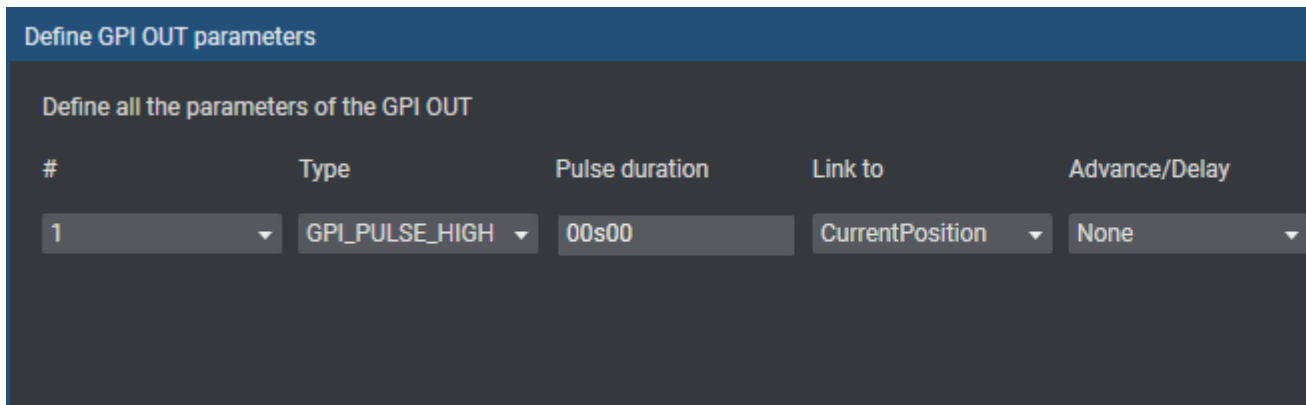 Define GPI OUT parameters
Define all the parameters of the GPI OUT
# Type Pulse duration Link to Advance/Delay
1 GPI_PULSE_HIGH 00s00 CurrentPosition None